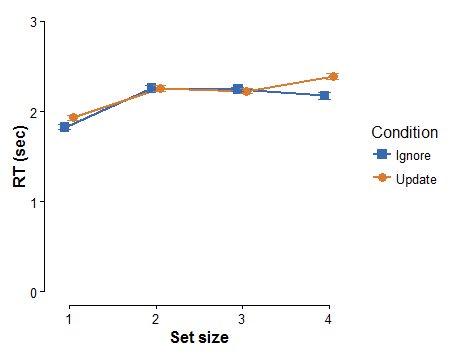 3
2
1
0
RT (sec)
1
2
3
4
Set size
Condition
Ignore
Update